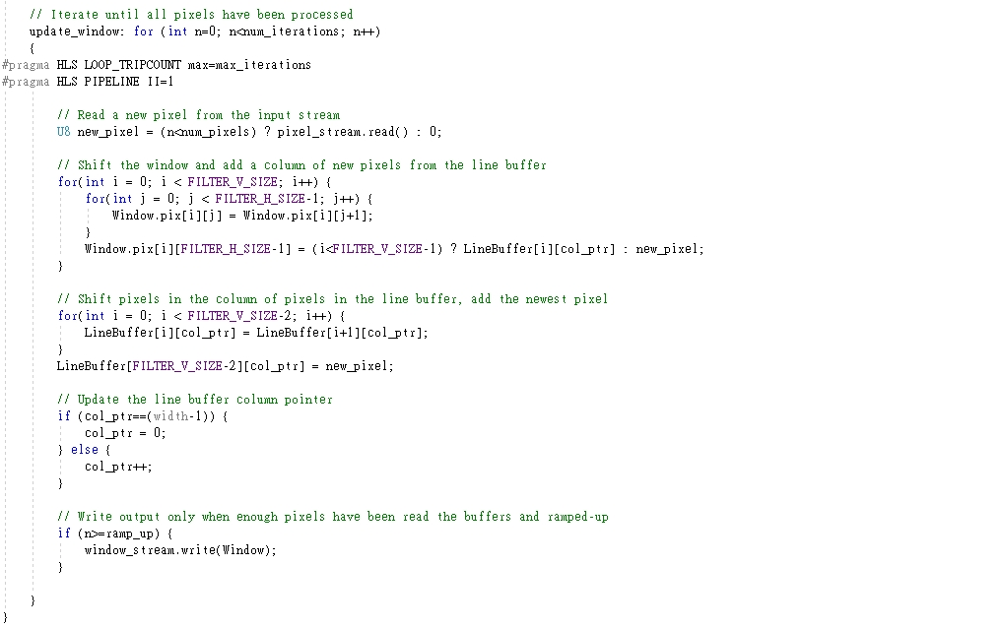 // Iterate until all pixels have been processed
update_window: for (int n=0; n<num_iterations; n++)
{
#pragma HLS LOOP_TRIPCOUNT max=max_iterations
#pragma HLS PIPELINE II=1
// Read a new pixel from the input stream
U8 new_pixel = (n<num_pixels) ? pixel_stream.read() : 0;
// Shift the window and add a column of new pixels from the line buffer
for(int i = 0; i < FILTER_V_SIZE; i++) {
for(int j = 0; j < FILTER_H_SIZE-1; j++) {
Window.pix[i][j] = Window.pix[i][j+1];
}
Window.pix[i][FILTER_H_SIZE-1] = (i<FILTER_V_SIZE-1) ? LineBuffer[i][col_ptr] : new_pixel;
}
// Shift pixels in the column of pixels in the line buffer, add the newest pixel
for(int i = 0; i < FILTER_V_SIZE-2; i++) {
LineBuffer[i][col_ptr] = LineBuffer[i+1][col_ptr];
}
LineBuffer[FILTER_V_SIZE-2][col_ptr] = new_pixel;
// Update the line buffer column pointer
if (col_ptr==(width-1)) {
col_ptr = 0;
} else {
col_ptr++;
}
// Write output only when enough pixels have been read the buffers and ramped-up
if (n>=ramp_up) {
window_stream.write(Window);
}
}
}